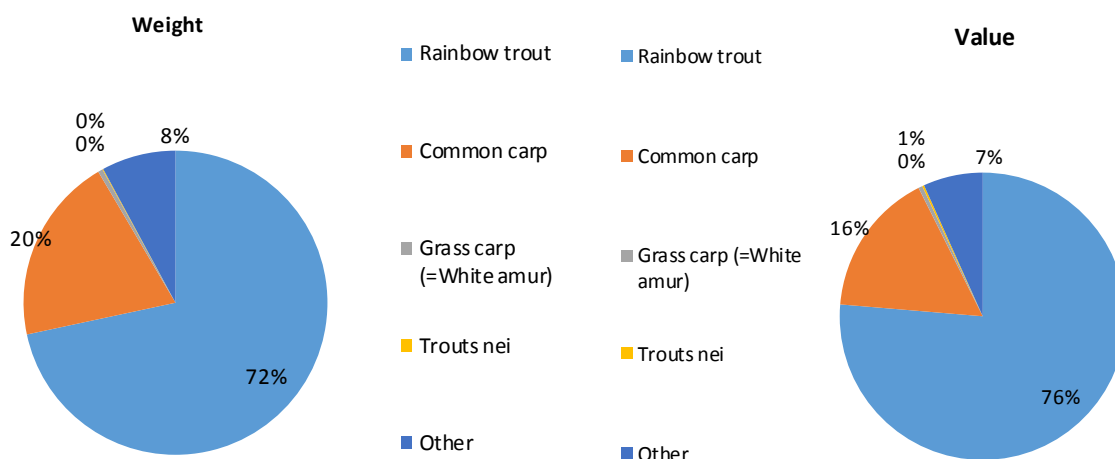 Weight
0%
0%
8%
20%
72%
Rainbow trout
Common carp
Grass carp
(=White amur)
Trouts nei
Other
Rainbow trout
Common carp
Grass carp (=White
amur)
Trouts nei
Other
Value
1%
0%
7%
16%
76%